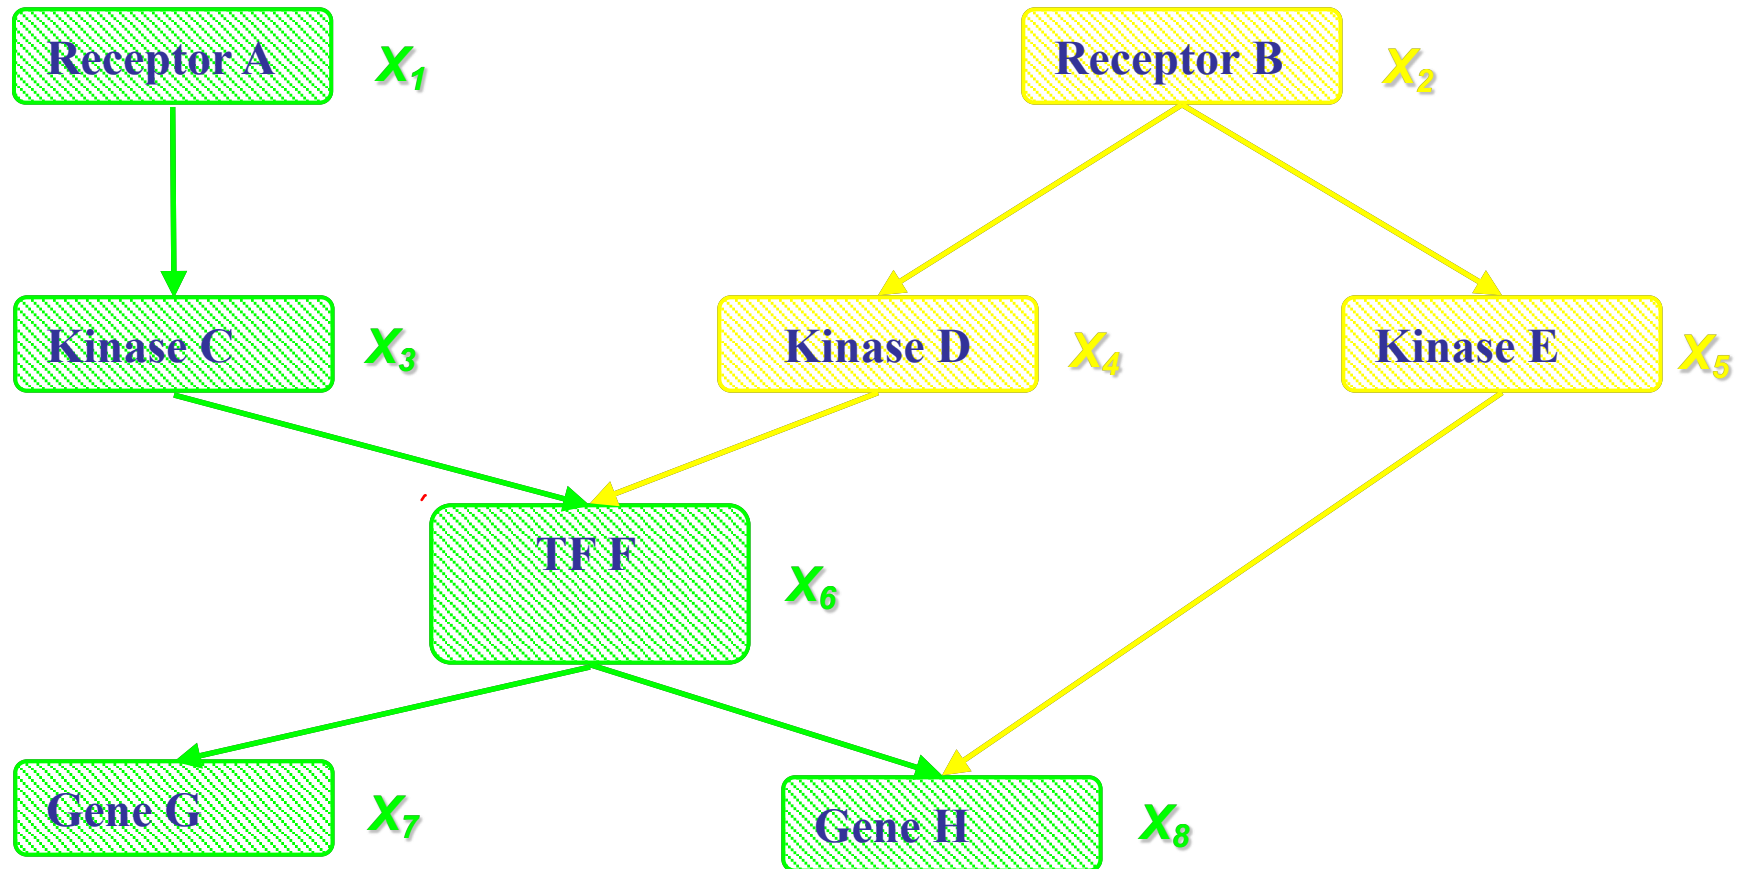 Receptor A
X₁
Receptor B
X₂
Kinase C
X₃
Kinase D
X₄
Kinase E
X₅
TF F
X₆
Gene G
X₇
Gene H
X₈